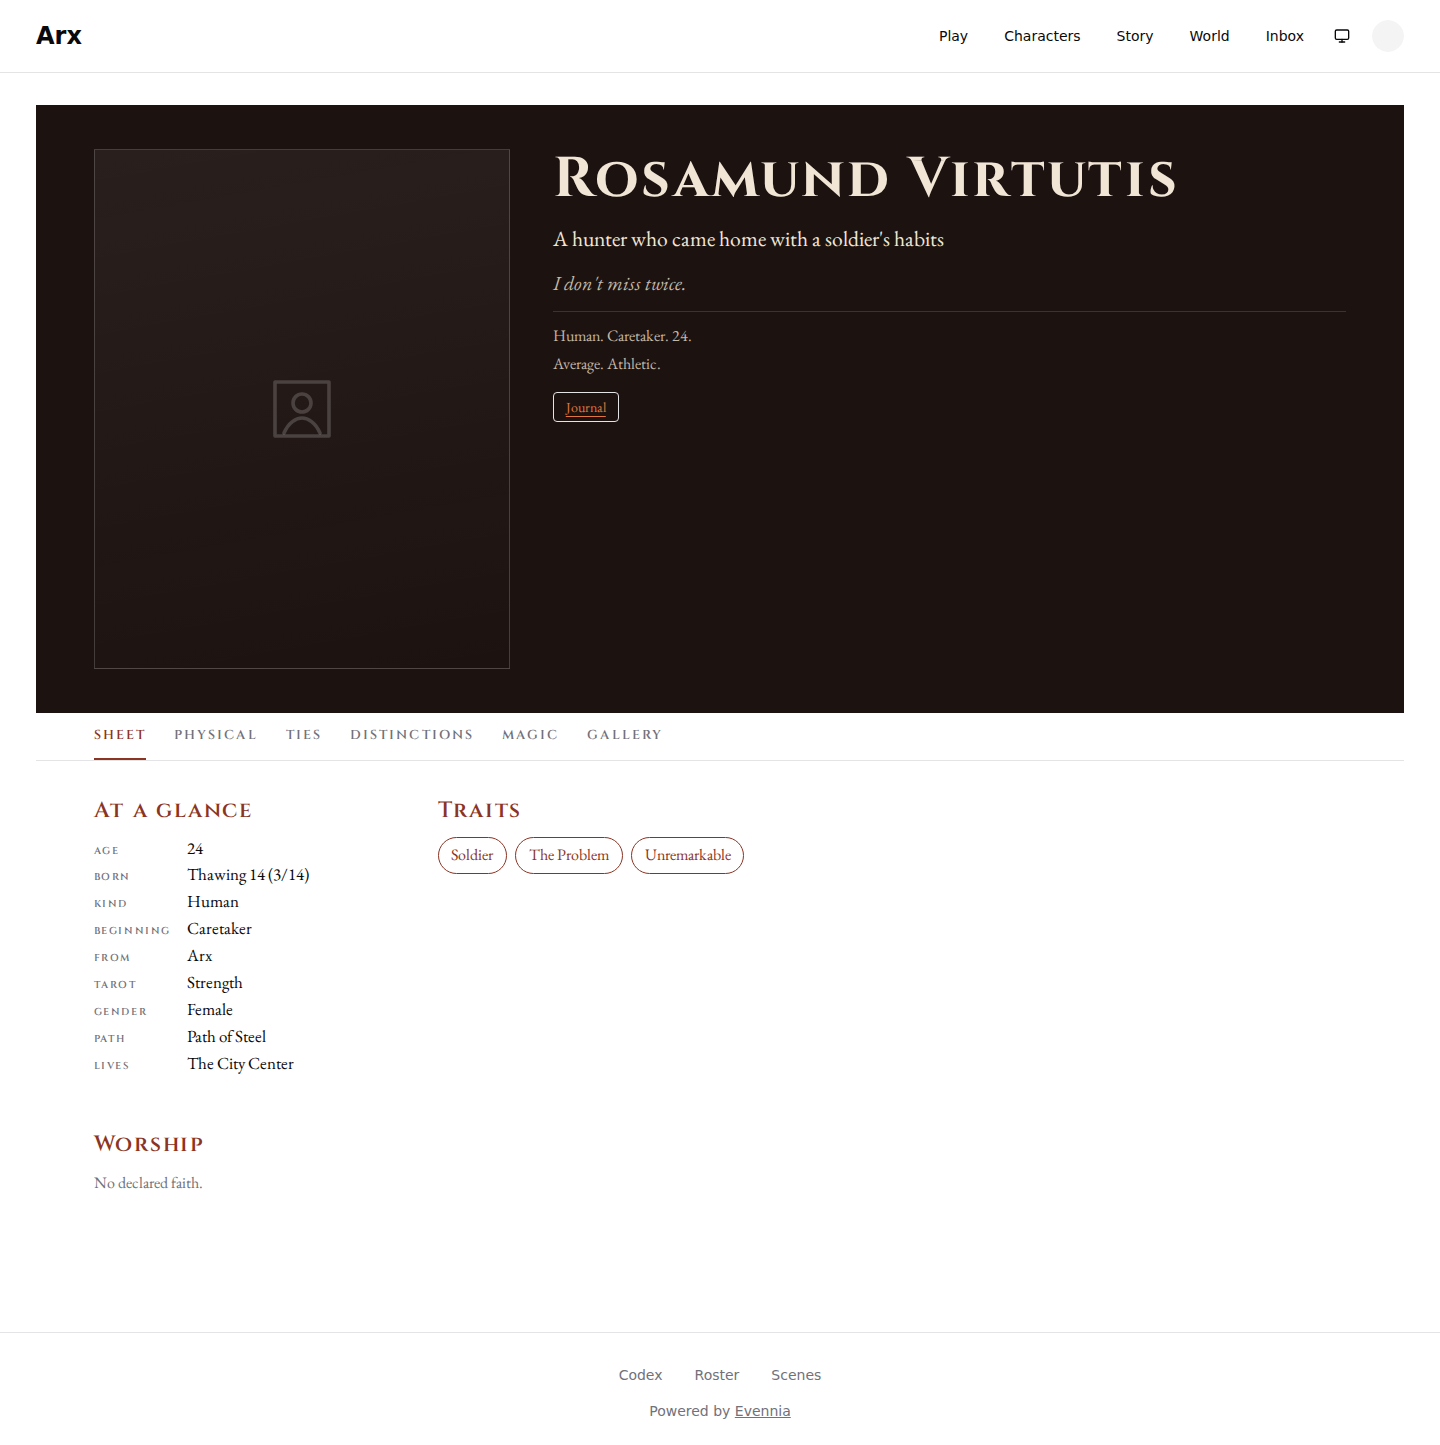 Arx
Play Characters Story World Inbox
Rosamund Virtutis
A hunter who came home with a soldier's habits
I don't miss twice.
Human. Caretaker. 24.
Average. Athletic.
Journal
SHEET PHYSICAL TIES DISTINCTIONS MAGIC GALLERY
At a glance
AGE 24
BORN Thawing 14 (3/14)
KIND Human
BEGINNING Caretaker
FROM Arx
TAROT Strength
GENDER Female
PATH Path of Steel
LIVES The City Center
Traits
Soldier The Problem Unremarkable
Worship
No declared faith.
Codex Roster Scenes
Powered by Evennia